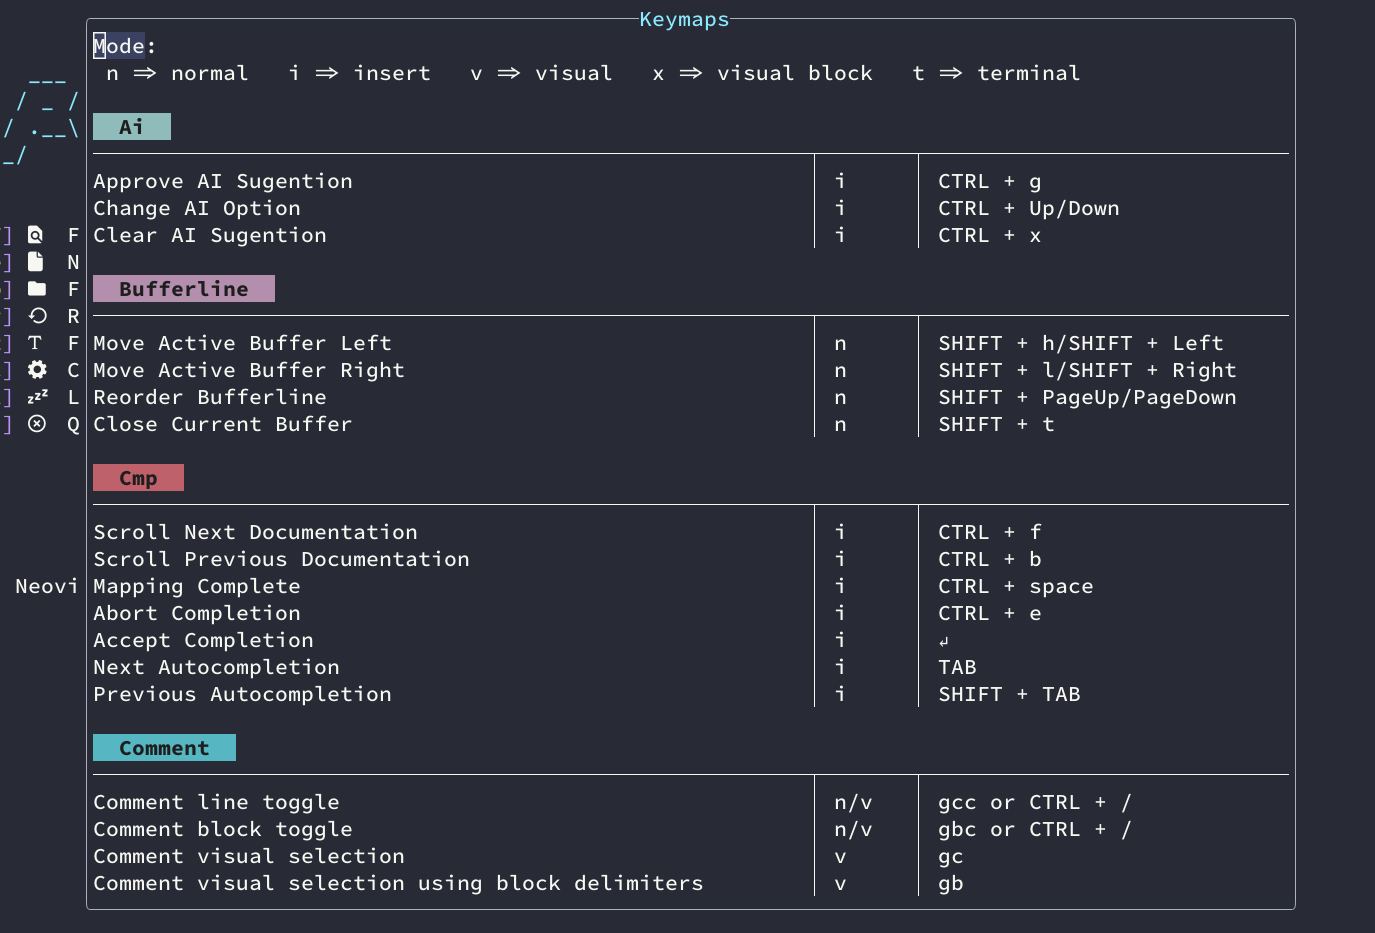 Keymaps
Mode:
n => normal i => insert v => visual x => visual block t => terminal
Ai
Approve AI Sugention i CTRL + g
Change AI Option i CTRL + Up/Down
Clear AI Sugention i CTRL + x
] F
] N
] F
] R
] F
] C
] L
] Q
Bufferline
Move Active Buffer Left n SHIFT + h/SHIFT + Left
Move Active Buffer Right n SHIFT + l/SHIFT + Right
Reorder Bufferline n SHIFT + PageUp/PageDown
Close Current Buffer n SHIFT + t
Cmp
Scroll Next Documentation i CTRL + f
Scroll Previous Documentation i CTRL + b
Neovi
Mapping Complete i CTRL + space
Abort Completion i CTRL + e
Accept Completion i ↲
Next Autocompletion i TAB
Previous Autocompletion i SHIFT + TAB
Comment
Comment line toggle n/v gcc or CTRL + /
Comment block toggle n/v gbc or CTRL + /
Comment visual selection v gc
Comment visual selection using block delimiters v gb